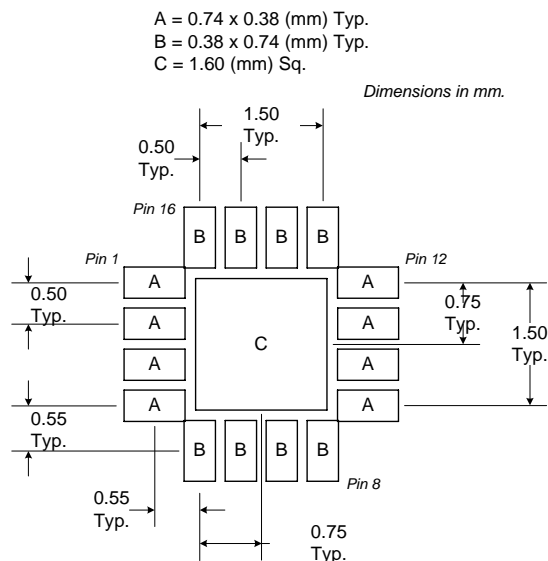 A = 0.74 x 0.38 (mm) Typ.
B = 0.38 x 0.74 (mm) Typ.
C = 1.60 (mm) Sq.
Dimensions in mm.
1.50
Typ.
0.50
Typ.
Pin 16
B B B B
Pin 1
Pin 12
A A
0.50
Typ.
0.75
Typ.
A A
1.50
Typ.
C
A A
A A
0.55
Typ.
B B B B
Pin 8
0.55
Typ.
0.75
Typ.